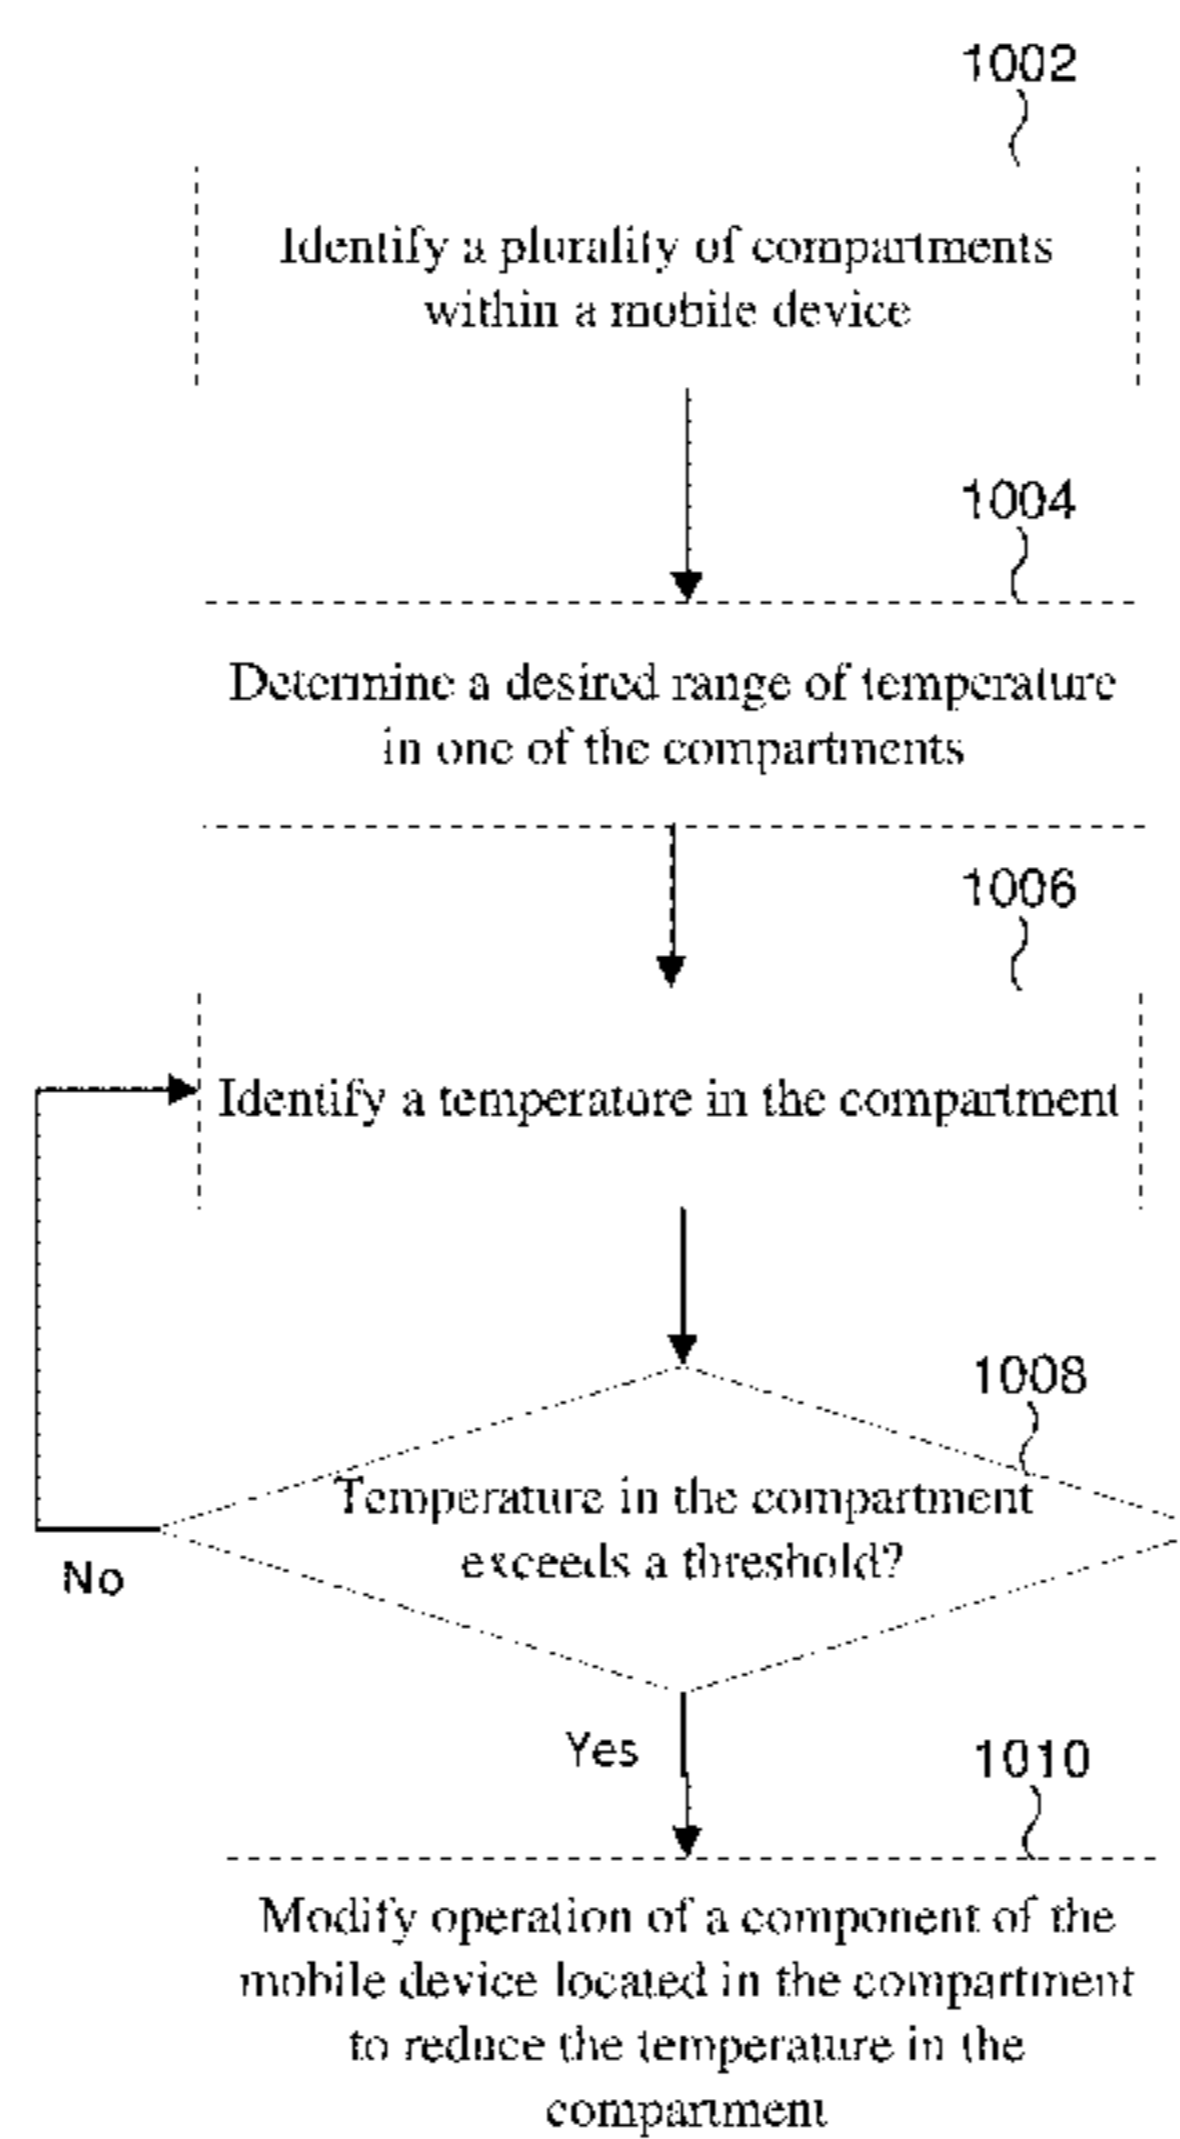 1002
Identify a plurality of compartments
within a mobile device
1004
Determine a desired range of temperature
in one of the compartments
1006
Identify a temperature in the compartment
1008
Temperature in the compartment
exceeds a threshold?
No
Yes
1010
Modify operation of a component of the
mobile device located in the compartment
to reduce the temperature in the
compartment